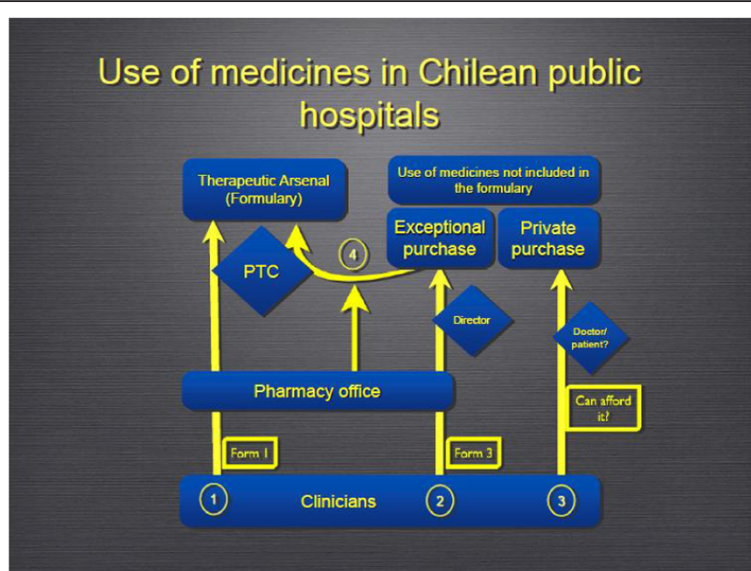 Use of medicines in Chilean public
hospitals
Therapeutic Arsenal
(Formulary)
Use of medicines not included in
the formulary
Exceptional
purchase
Private
purchase
4
PTC
Director
Doctor/
patient?
Pharmacy office
Can afford
it?
Form 1
Form 3
1
Clinicians
2
3